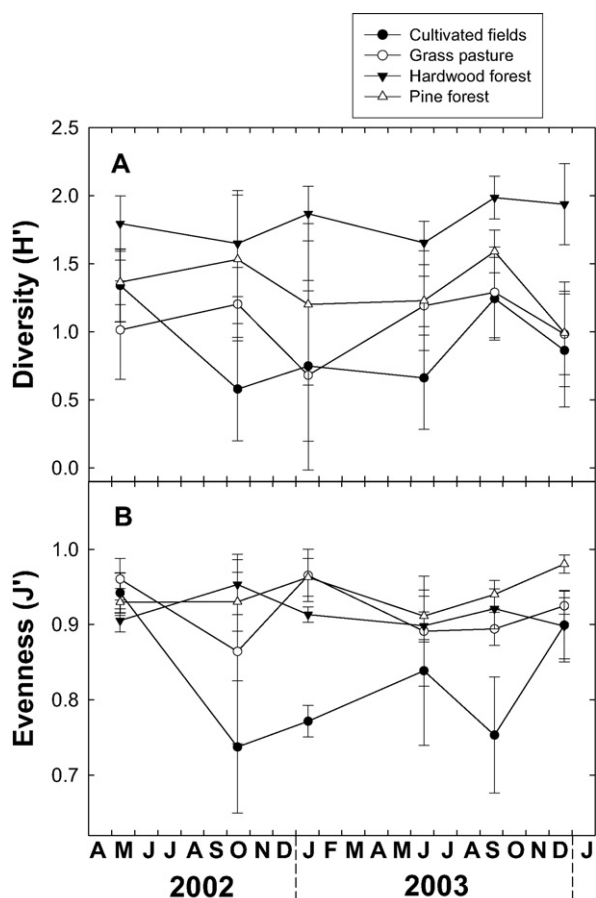 Cultivated fields
Grass pasture
Hardwood forest
Pine forest
A
Diversity (H')
2.5
2.0
1.5
1.0
0.5
0.0
B
Evenness (J')
1.0
0.9
0.8
0.7
A M J J A S O N D J F M A M J J A S O N D J
2002 2003